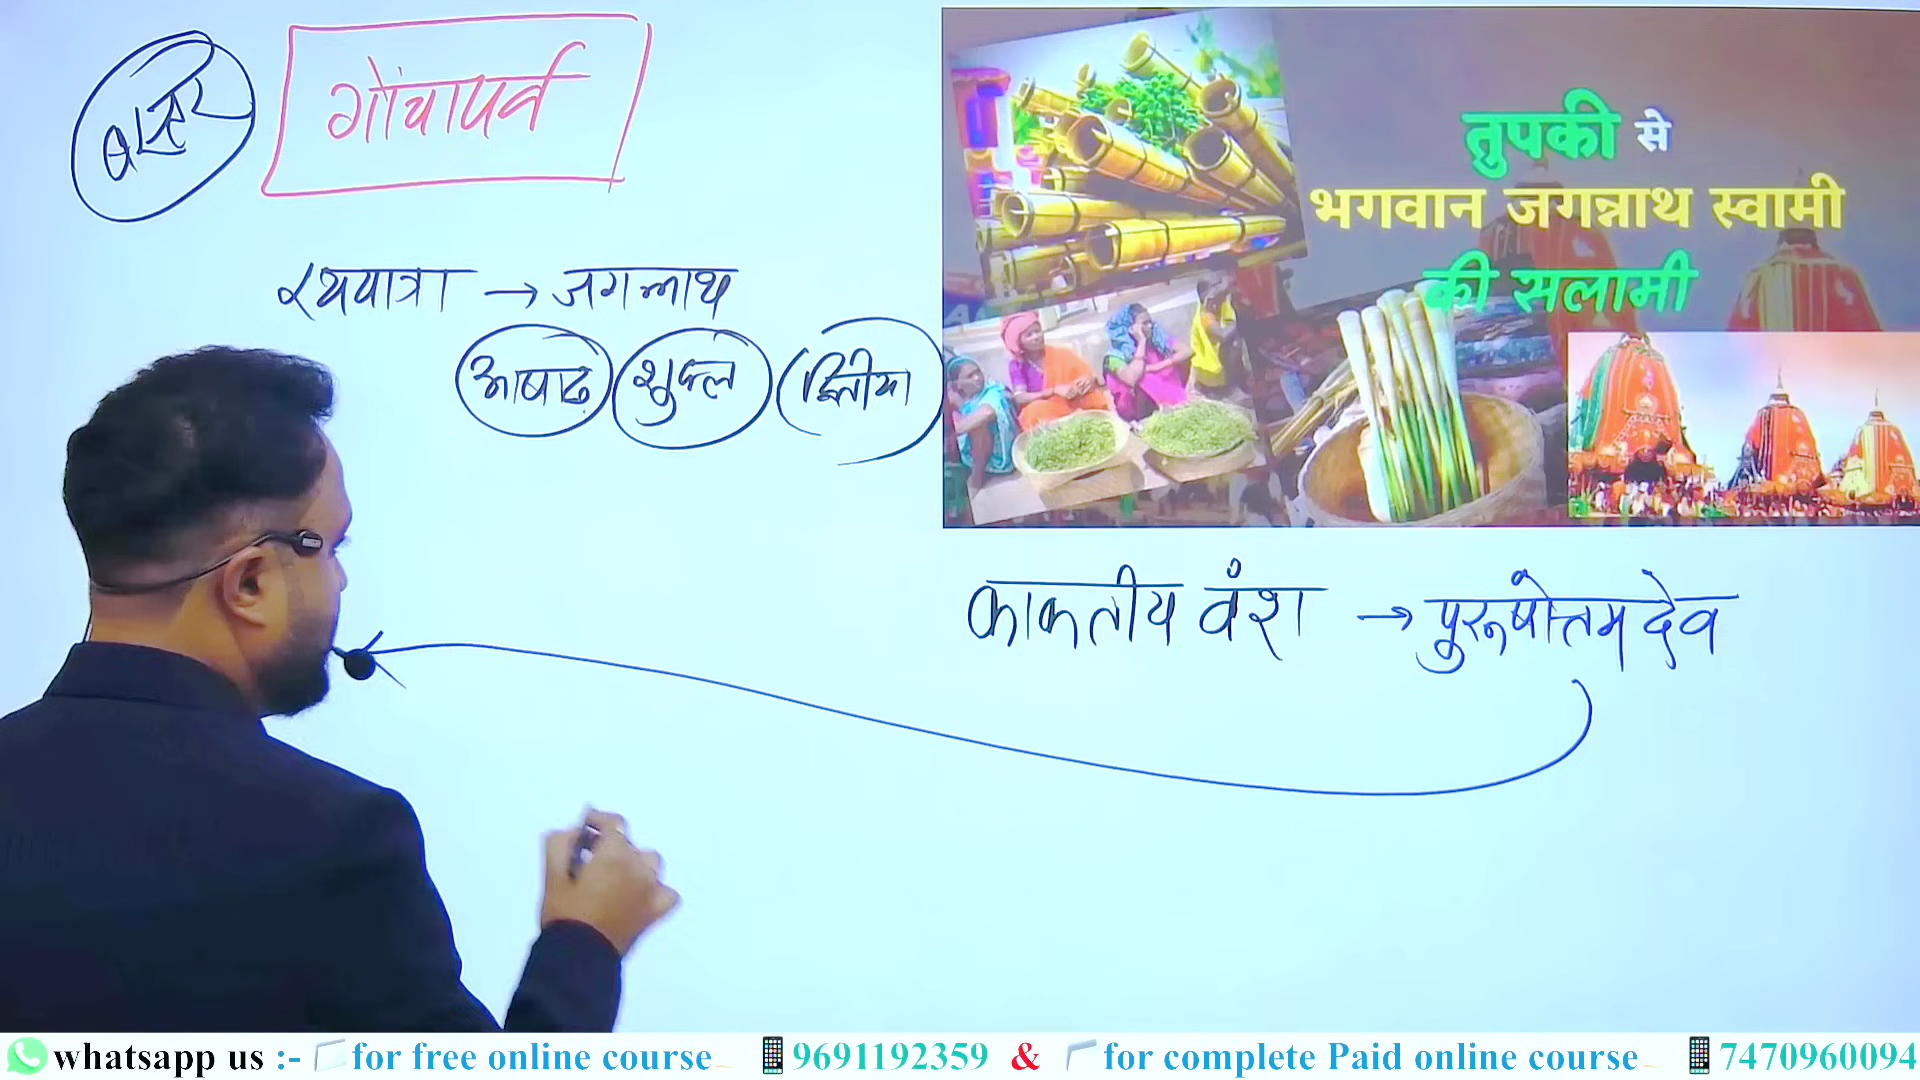 बस्तर
गोंचापर्व
रथयात्रा → जगन्नाथ
आषाढ़ शुक्ल द्वितीया
तुपकी से
भगवान जगन्नाथ स्वामी
की सलामी
काकतीय वंश → पुरूषोत्तम देव
whatsapp us :- for free online course 9691192359 & for complete Paid online course 7470960094